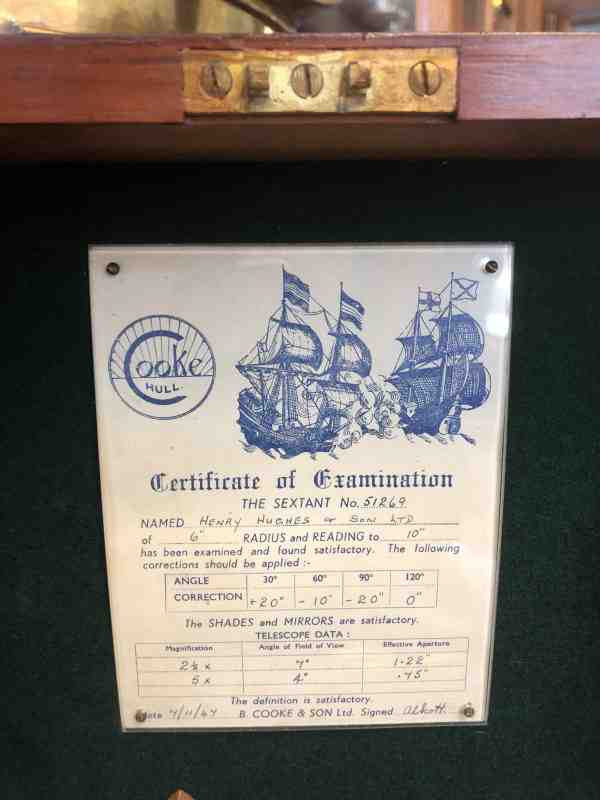 Cooke
HULL.
Certificate of Examination
THE SEXTANT No. 51269
NAMED HENRY HUGHES & SON LTD
of 6" RADIUS and READING to 10"
has been examined and found satisfactory. The following
corrections should be applied :-
ANGLE 30° 60° 90° 120°
CORRECTION +20" -10" -20" 0"
The SHADES and MIRRORS are satisfactory.
TELESCOPE DATA :
Magnification Angle of Field of View Effective Aperture
2½ x 7° 1.22"
5 x 4° .75"
The definition is satisfactory.
Date B. COOKE & SON Ltd. Signed